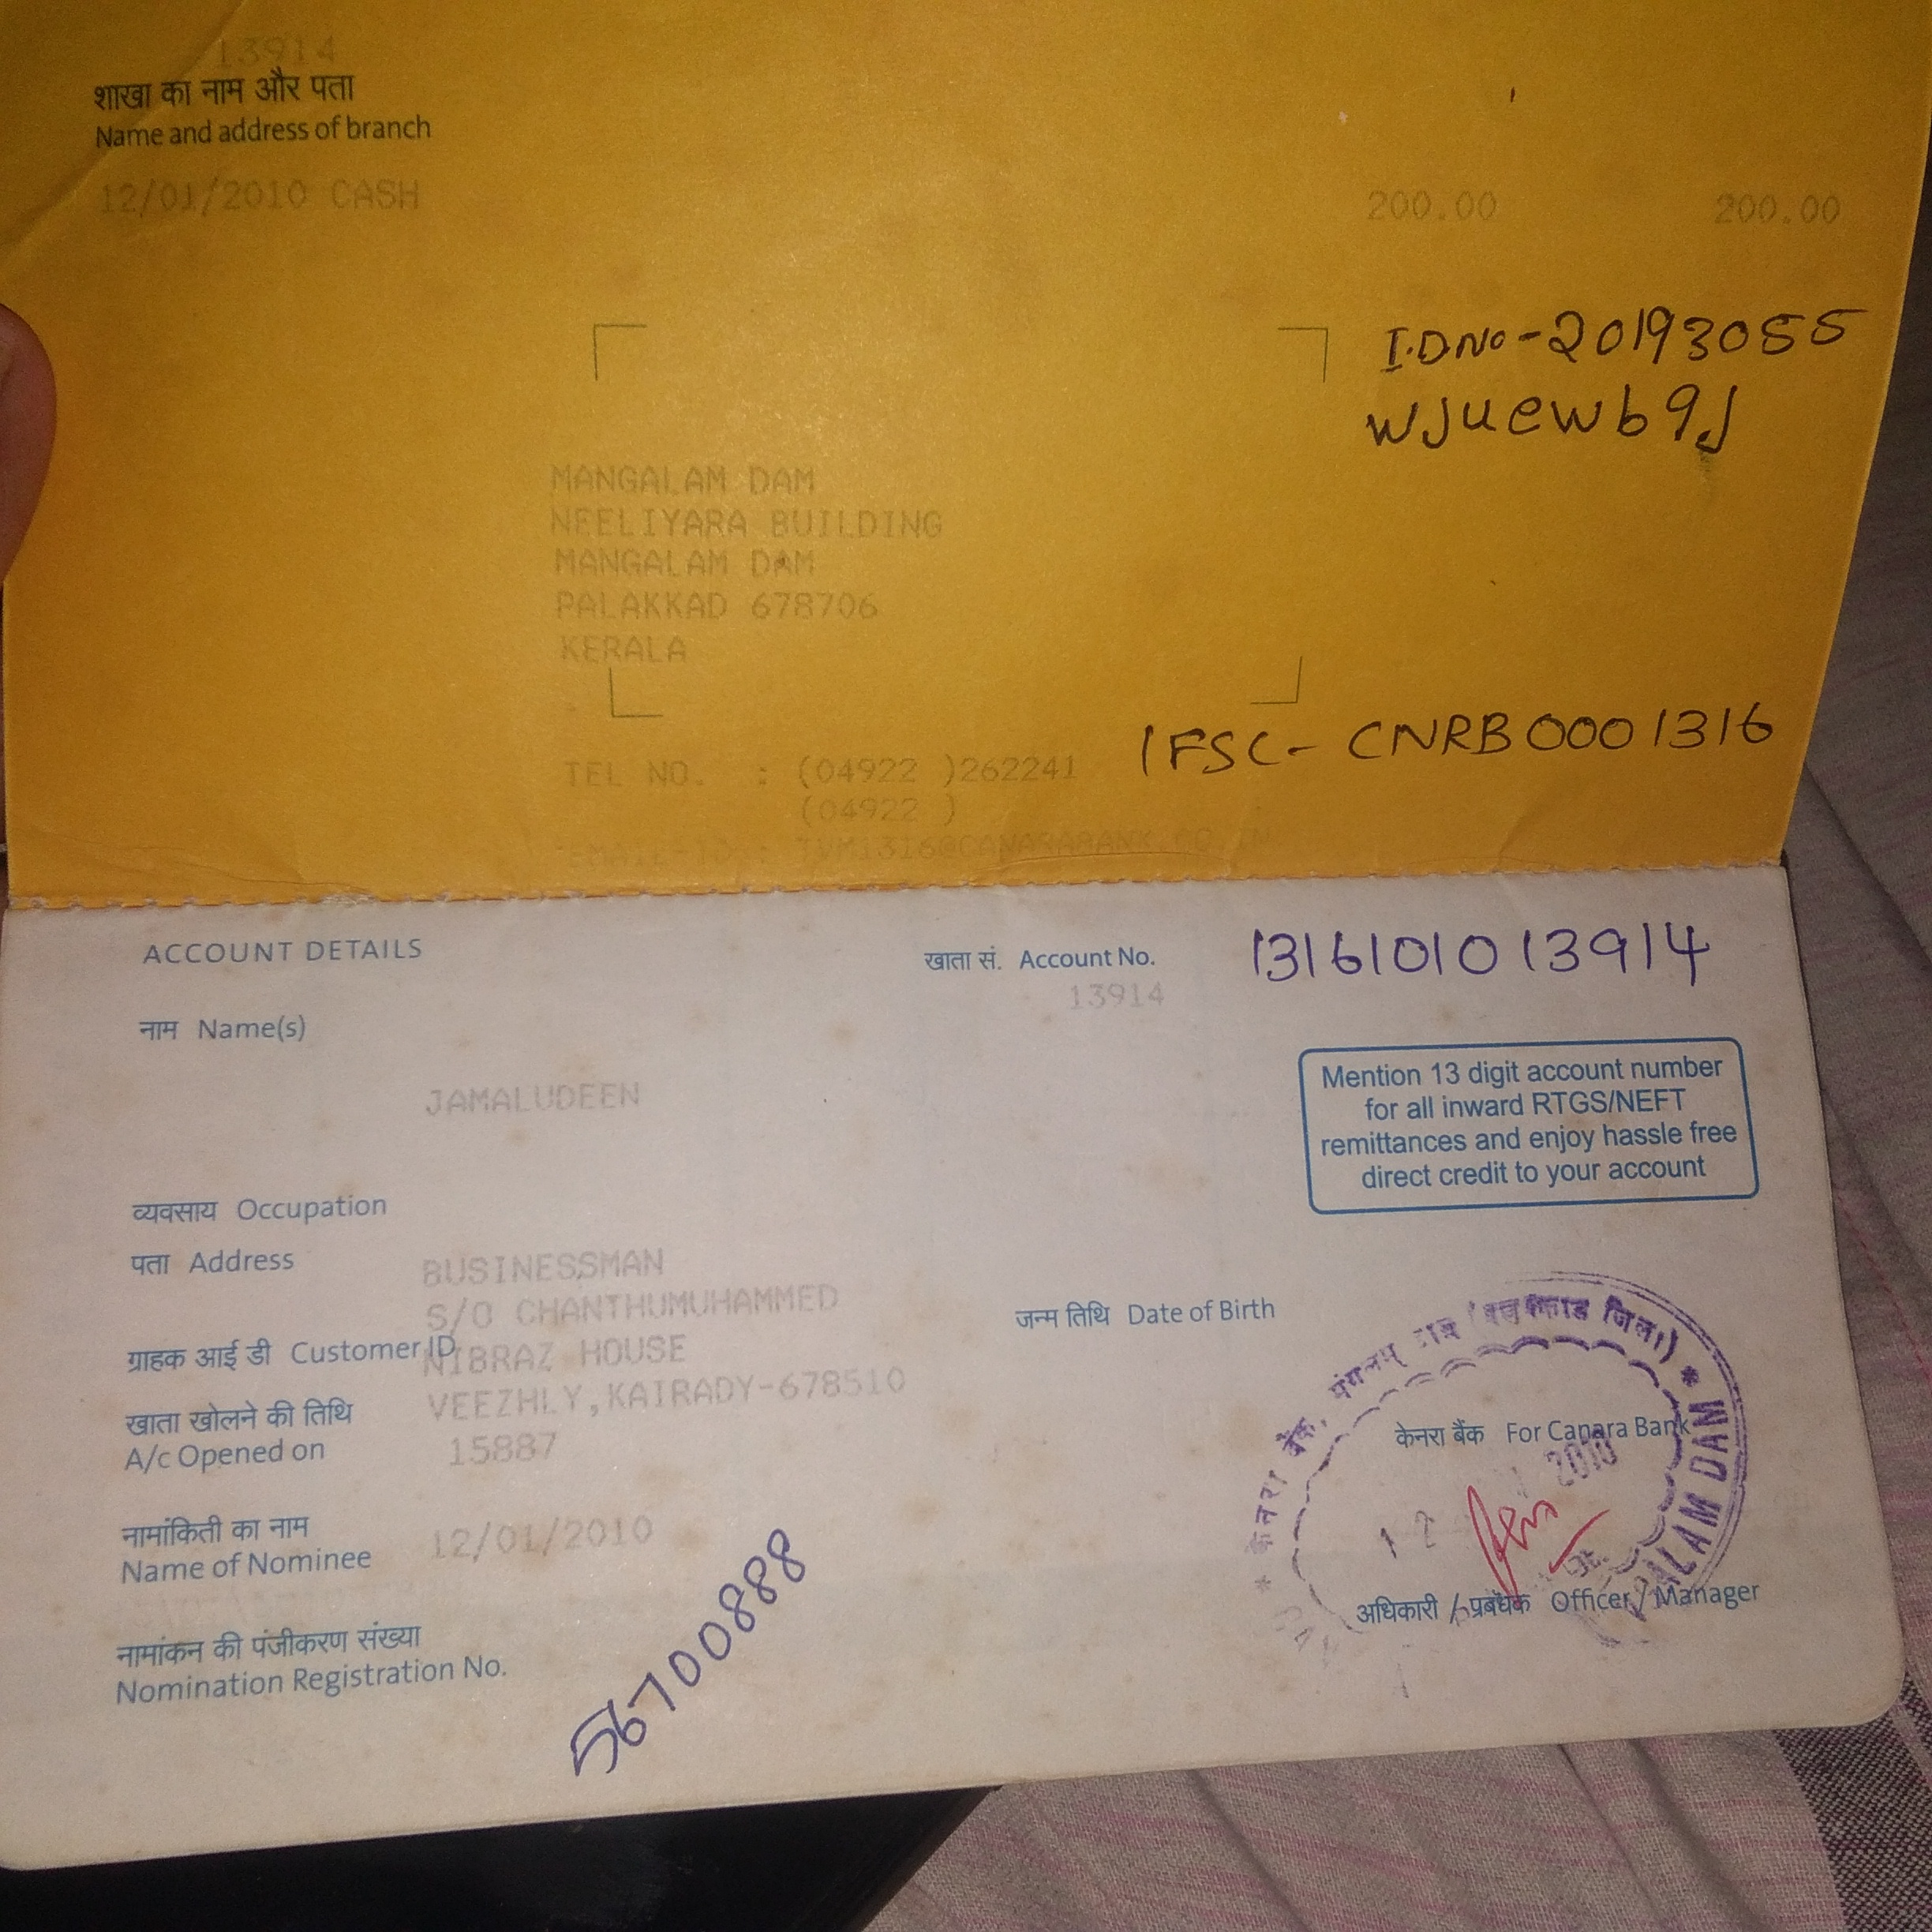 13914
शाखा का नाम और पता
Name and address of branch
12/01/2010 CASH 200.00 200.00
I.D No - 20193055
wJuewb9J
MANGALAM DAM
NEELIYARA BUILDING
MANGALAM DAM
PALAKKAD 678706
KERALA
IFSC- CNRB0001316
TEL NO. : (04922 )262241
(04922 )
EMAIL-ID : TVM1316@CANARABANK.CO.IN
ACCOUNT DETAILS
खाता सं. Account No. 1316101013914
13914
नाम Name(s)
JAMALUDEEN
Mention 13 digit account number
for all inward RTGS/NEFT
remittances and enjoy hassle free
direct credit to your account
व्यवसाय Occupation
पता Address
BUSINESSMAN
S/O CHANTHUMUHAMMED
जन्म तिथि Date of Birth
ग्राहक आई डी Customer ID
NIBRAZ HOUSE
VEEZHLY,KAIRADY-678510
खाता खोलने की तिथि
A/c Opened on
15887
केनरा बैंक For Canara Bank
नामांकिती का नाम
Name of Nominee
12/01/2010
अधिकारी / प्रबंधक Officer / Manager
नामांकन की पंजीकरण संख्या
Nomination Registration No.
56700888
केनरा बैंक,
जिला)
DAM
2010